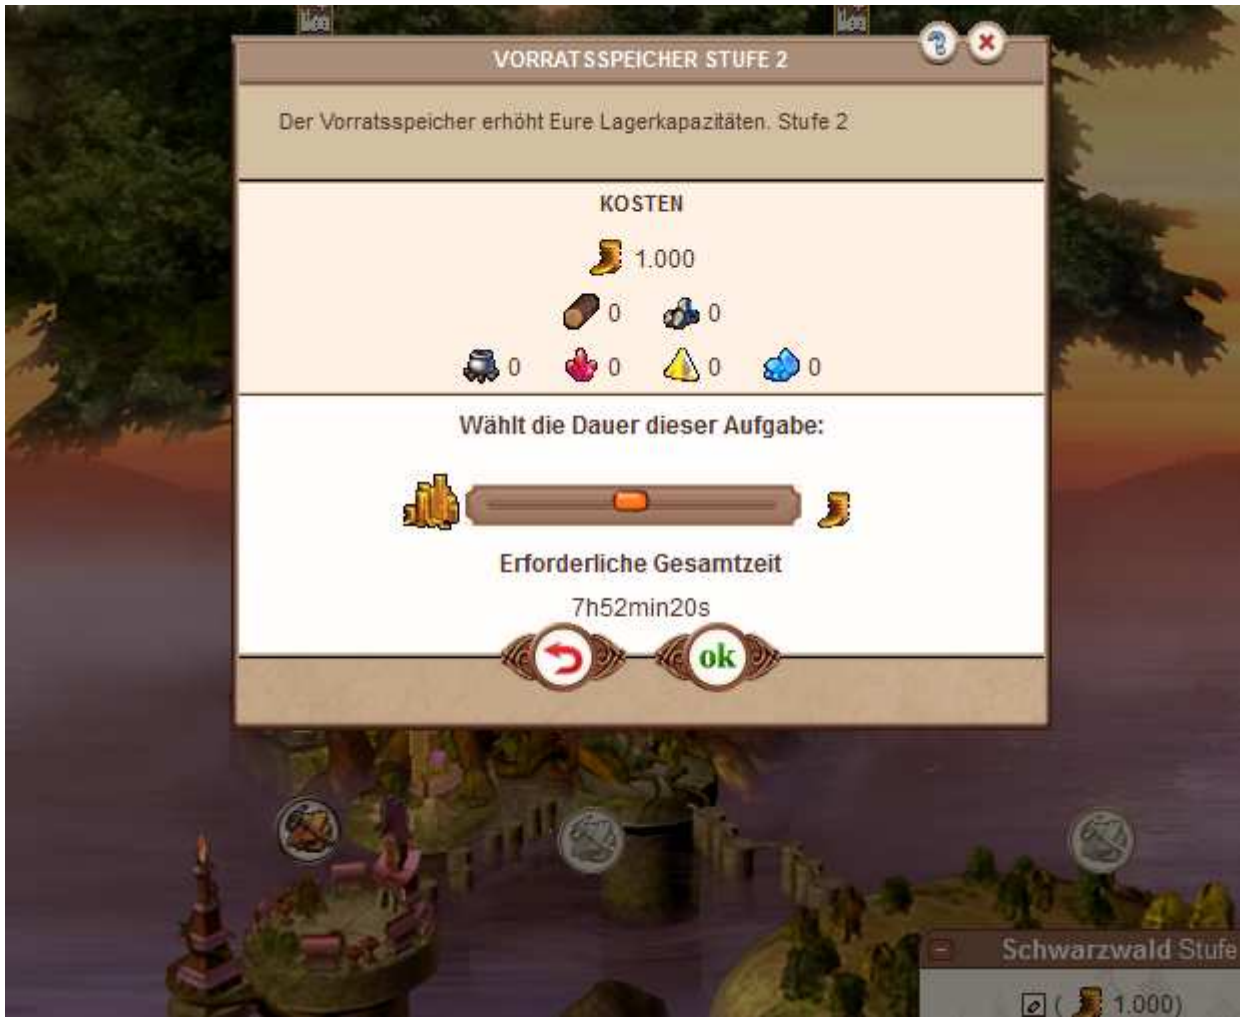 VORRATSSPEICHER STUFE 2
Der Vorratsspeicher erhöht Eure Lagerkapazitäten. Stufe 2
KOSTEN
1.000
0 0
0 0 0 0
Wählt die Dauer dieser Aufgabe:
Erforderliche Gesamtzeit
7h52min20s
ok
Schwarzwald Stufe
( 1.000)